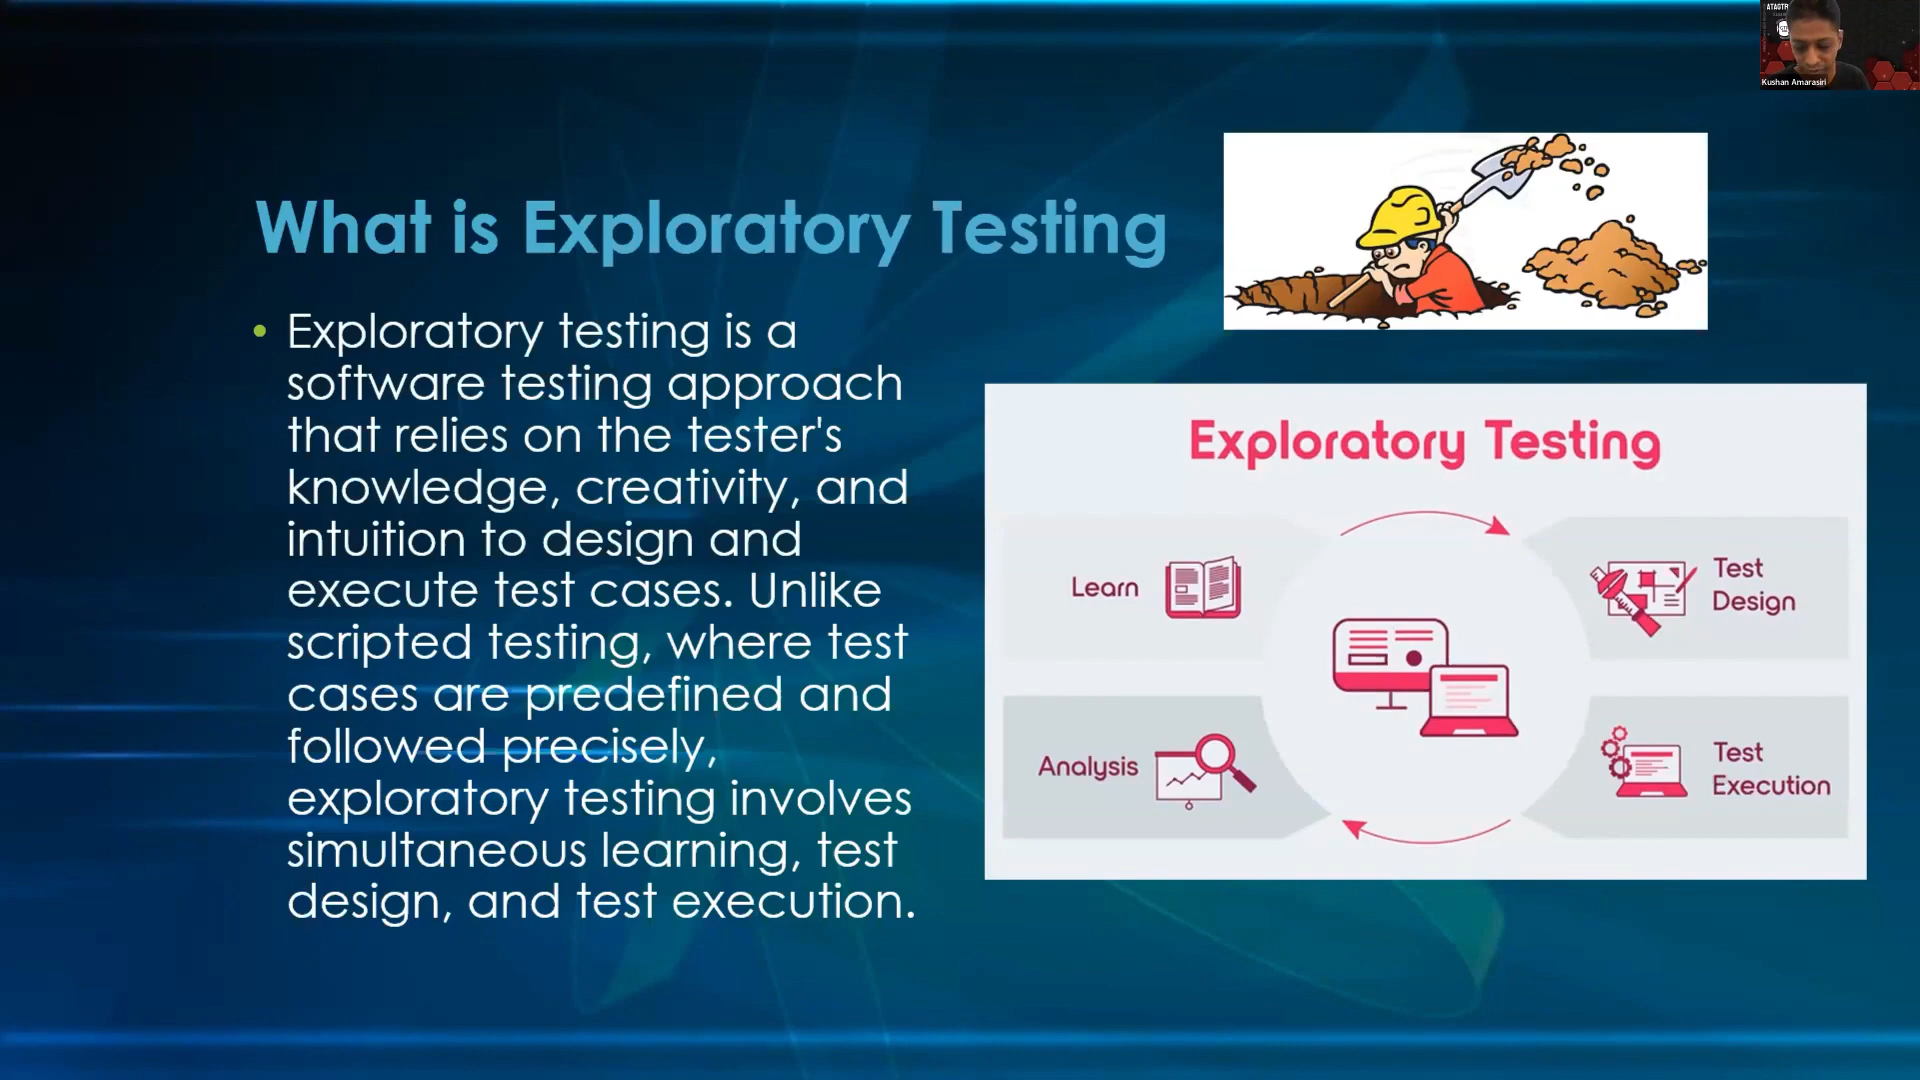 ATAGTR
Kushan Amarasiri
What is Exploratory Testing
• Exploratory testing is a
software testing approach
that relies on the tester's
knowledge, creativity, and
intuition to design and
execute test cases. Unlike
scripted testing, where test
cases are predefined and
followed precisely,
exploratory testing involves
simultaneous learning, test
design, and test execution.
Exploratory Testing
Learn
Test
Design
Analysis
Test
Execution